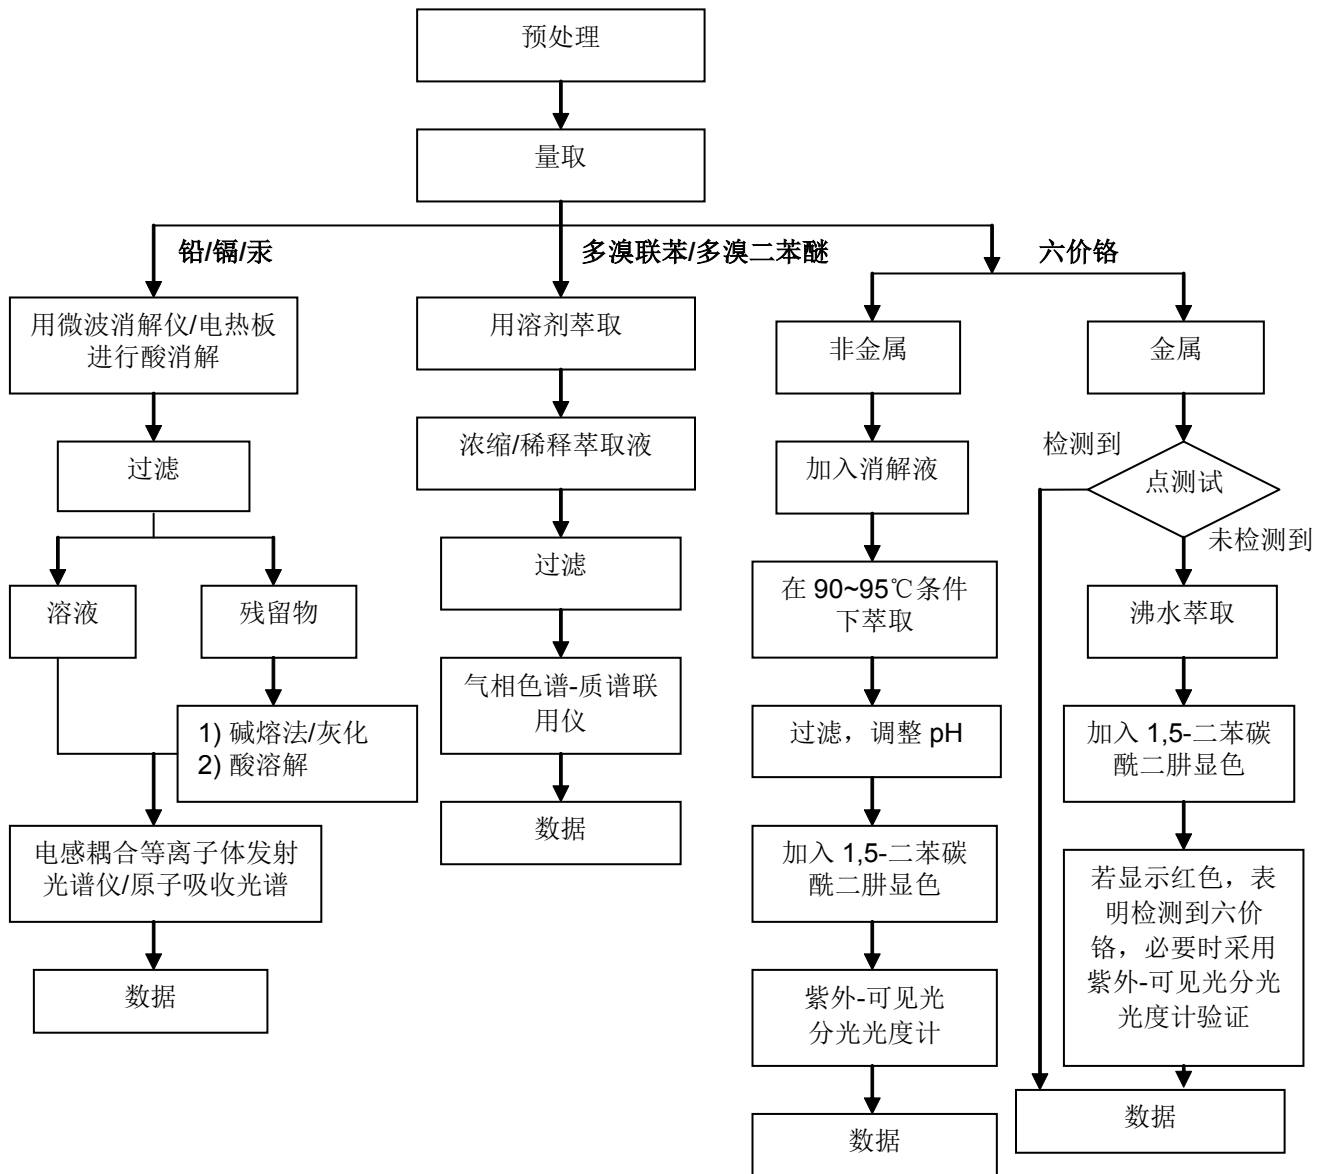 预处理
量取
铅/镉/汞
多溴联苯/多溴二苯醚
六价铬
用微波消解仪/电热板
进行酸消解
过滤
溶液
残留物
1) 碱熔法/灰化
2) 酸溶解
电感耦合等离子体发射
光谱仪/原子吸收光谱
数据
用溶剂萃取
浓缩/稀释萃取液
过滤
气相色谱-质谱联
用仪
数据
非金属
加入消解液
在 90~95℃条件
下萃取
过滤，调整 pH
加入 1,5-二苯碳
酰二肼显色
紫外-可见光
分光光度计
数据
金属
检测到
点测试
未检测到
沸水萃取
加入 1,5-二苯碳
酰二肼显色
若显示红色，表
明检测到六价
铬，必要时采用
紫外-可见光分光
光度计验证
数据